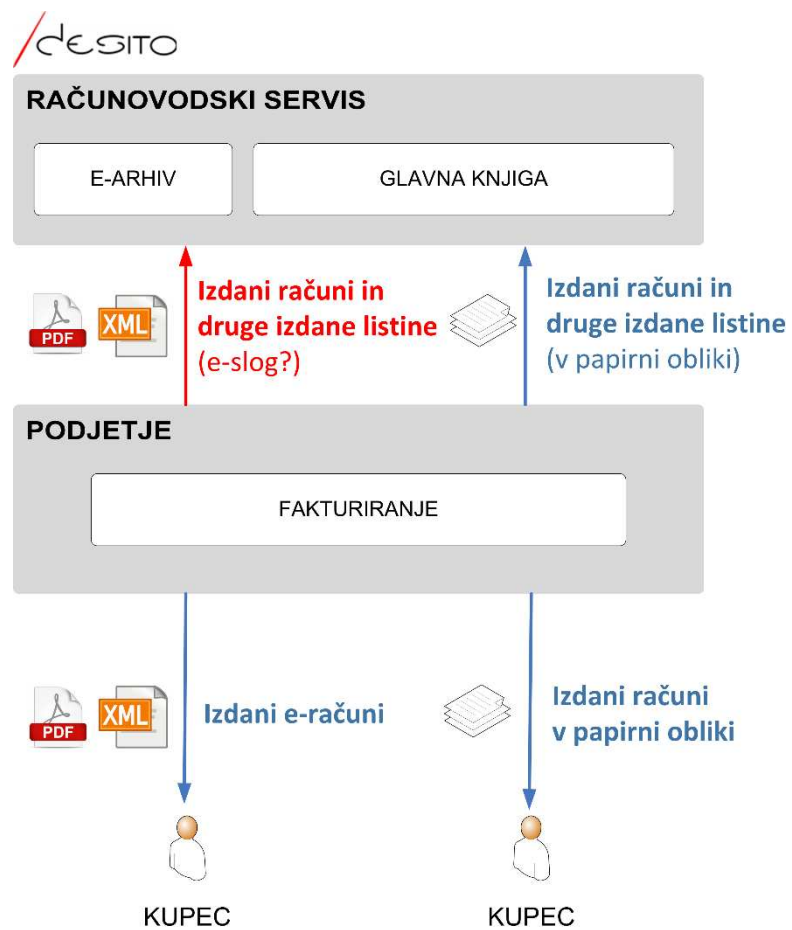 desito
RAČUNOVODSKI SERVIS
E-ARHIV
GLAVNA KNJIGA
PDF
XML
Izdani računi in
druge izdane listine
(e-slog?)
Izdani računi in
druge izdane listine
(v papirni obliki)
PODJETJE
FAKTURIRANJE
PDF
XML
Izdani e-računi
Izdani računi
v papirni obliki
KUPEC
KUPEC